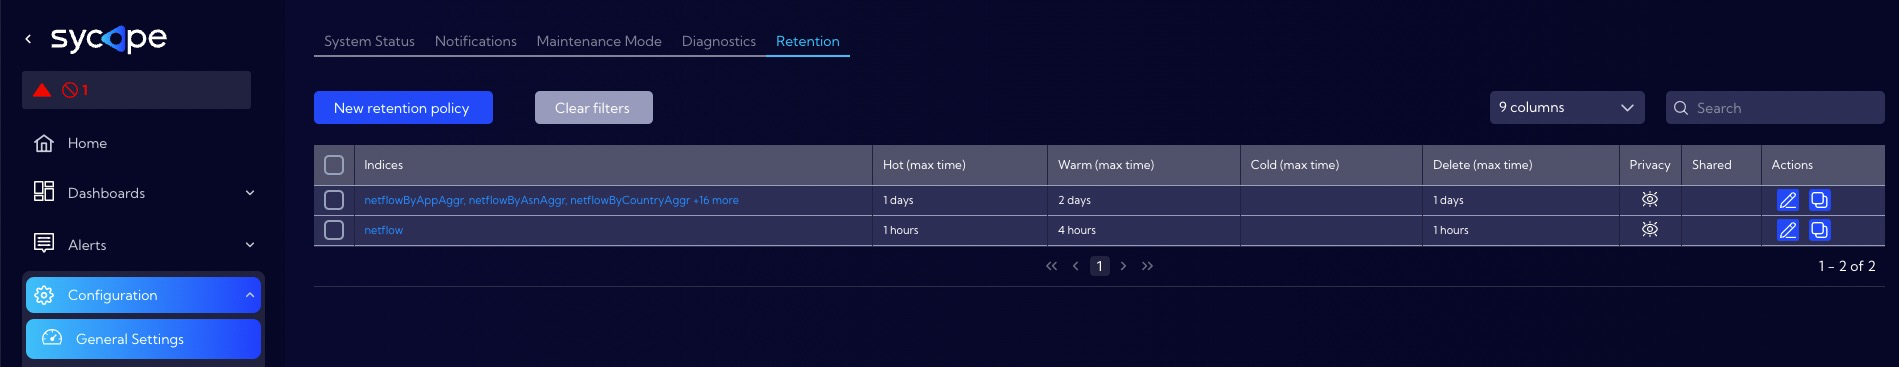 sycope
System Status Notifications Maintenance Mode Diagnostics Retention
1
New retention policy Clear filters 9 columns Search
Home
Indices Hot (max time) Warm (max time) Cold (max time) Delete (max time) Privacy Shared Actions
Dashboards
netflowByAppAggr, netflowByAsnAggr, netflowByCountryAggr +16 more 1 days 2 days 1 days
netflow 1 hours 4 hours 1 hours
Alerts
1 1 - 2 of 2
Configuration
General Settings